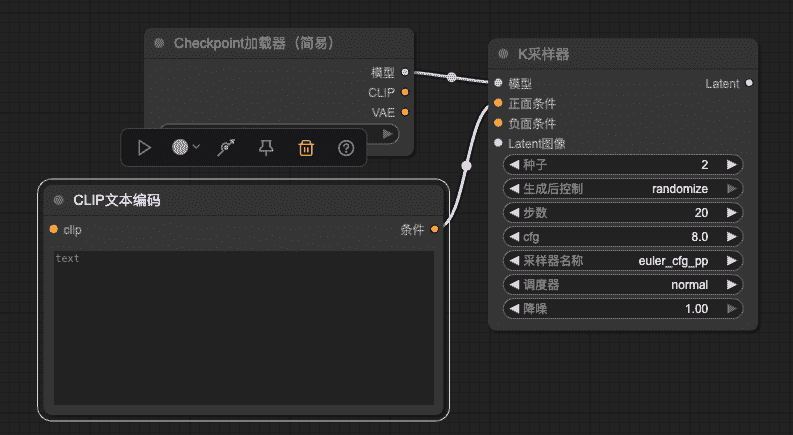 Checkpoint加载器（简易）
模型
CLIP
VAE
CLIP文本编码
clip
条件
text
K采样器
模型
Latent
正面条件
负面条件
Latent图像
种子 2
生成后控制 randomize
步数 20
cfg 8.0
采样器名称 euler_cfg_pp
调度器 normal
降噪 1.00